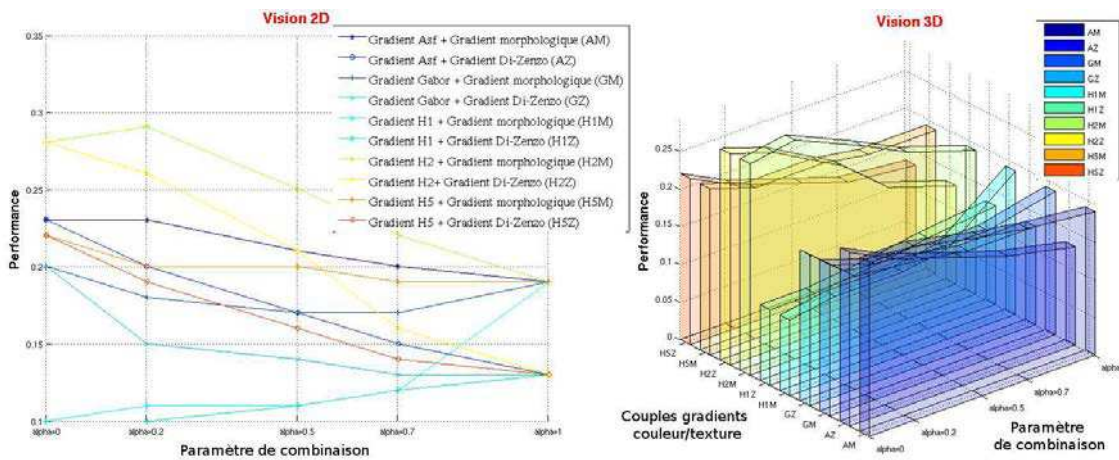 Vision 2D
0.35
0.3
0.25
0.2
0.15
0.1
Performance
Gradient Asf + Gradient morphologique (AM)
Gradient Asf + Gradient Di-Zenzo (AZ)
Gradient Gabor + Gradient morphologique (GM)
Gradient Gabor + Gradient Di-Zenzo (GZ)
Gradient H1 + Gradient morphologique (H1M)
Gradient H1 + Gradient Di-Zenzo (H1Z)
Gradient H2 + Gradient morphologique (H2M)
Gradient H2+ Gradient Di-Zenzo (H2Z)
Gradient H5 + Gradient morphologique (H5M)
Gradient H5 + Gradient Di-Zenzo (H5Z)
alpha=0
alpha=0.2
alpha=0.5
alpha=0.7
alpha=1
Paramètre de combinaison
Vision 3D
AM
AZ
GM
GZ
H1M
H1Z
H2M
H2Z
H5M
H5Z
0.25
0.2
0.15
0.1
0.05
0
Performance
H5Z
H5M
H2Z
H2M
H1Z
H1M
GZ
GM
AZ
AM
Couples gradients
couleur/texture
alpha=0
alpha=0.2
alpha=0.5
alpha=0.7
alpha
Paramètre
de combinaison